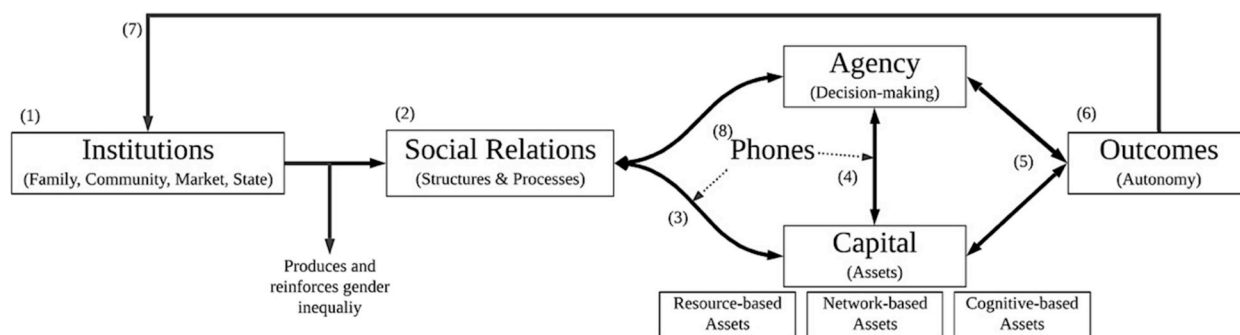 (7)
Agency
(Decision-making)
(1)
(2)
(6)
Institutions
(Family, Community, Market, State)
Social Relations
(Structures & Processes)
(8)
Phones
(4)
(5)
Outcomes
(Autonomy)
(3)
Capital
(Assets)
Produces and
reinforces gender
inequaliy
Resource-based
Assets
Network-based
Assets
Cognitive-based
Assets